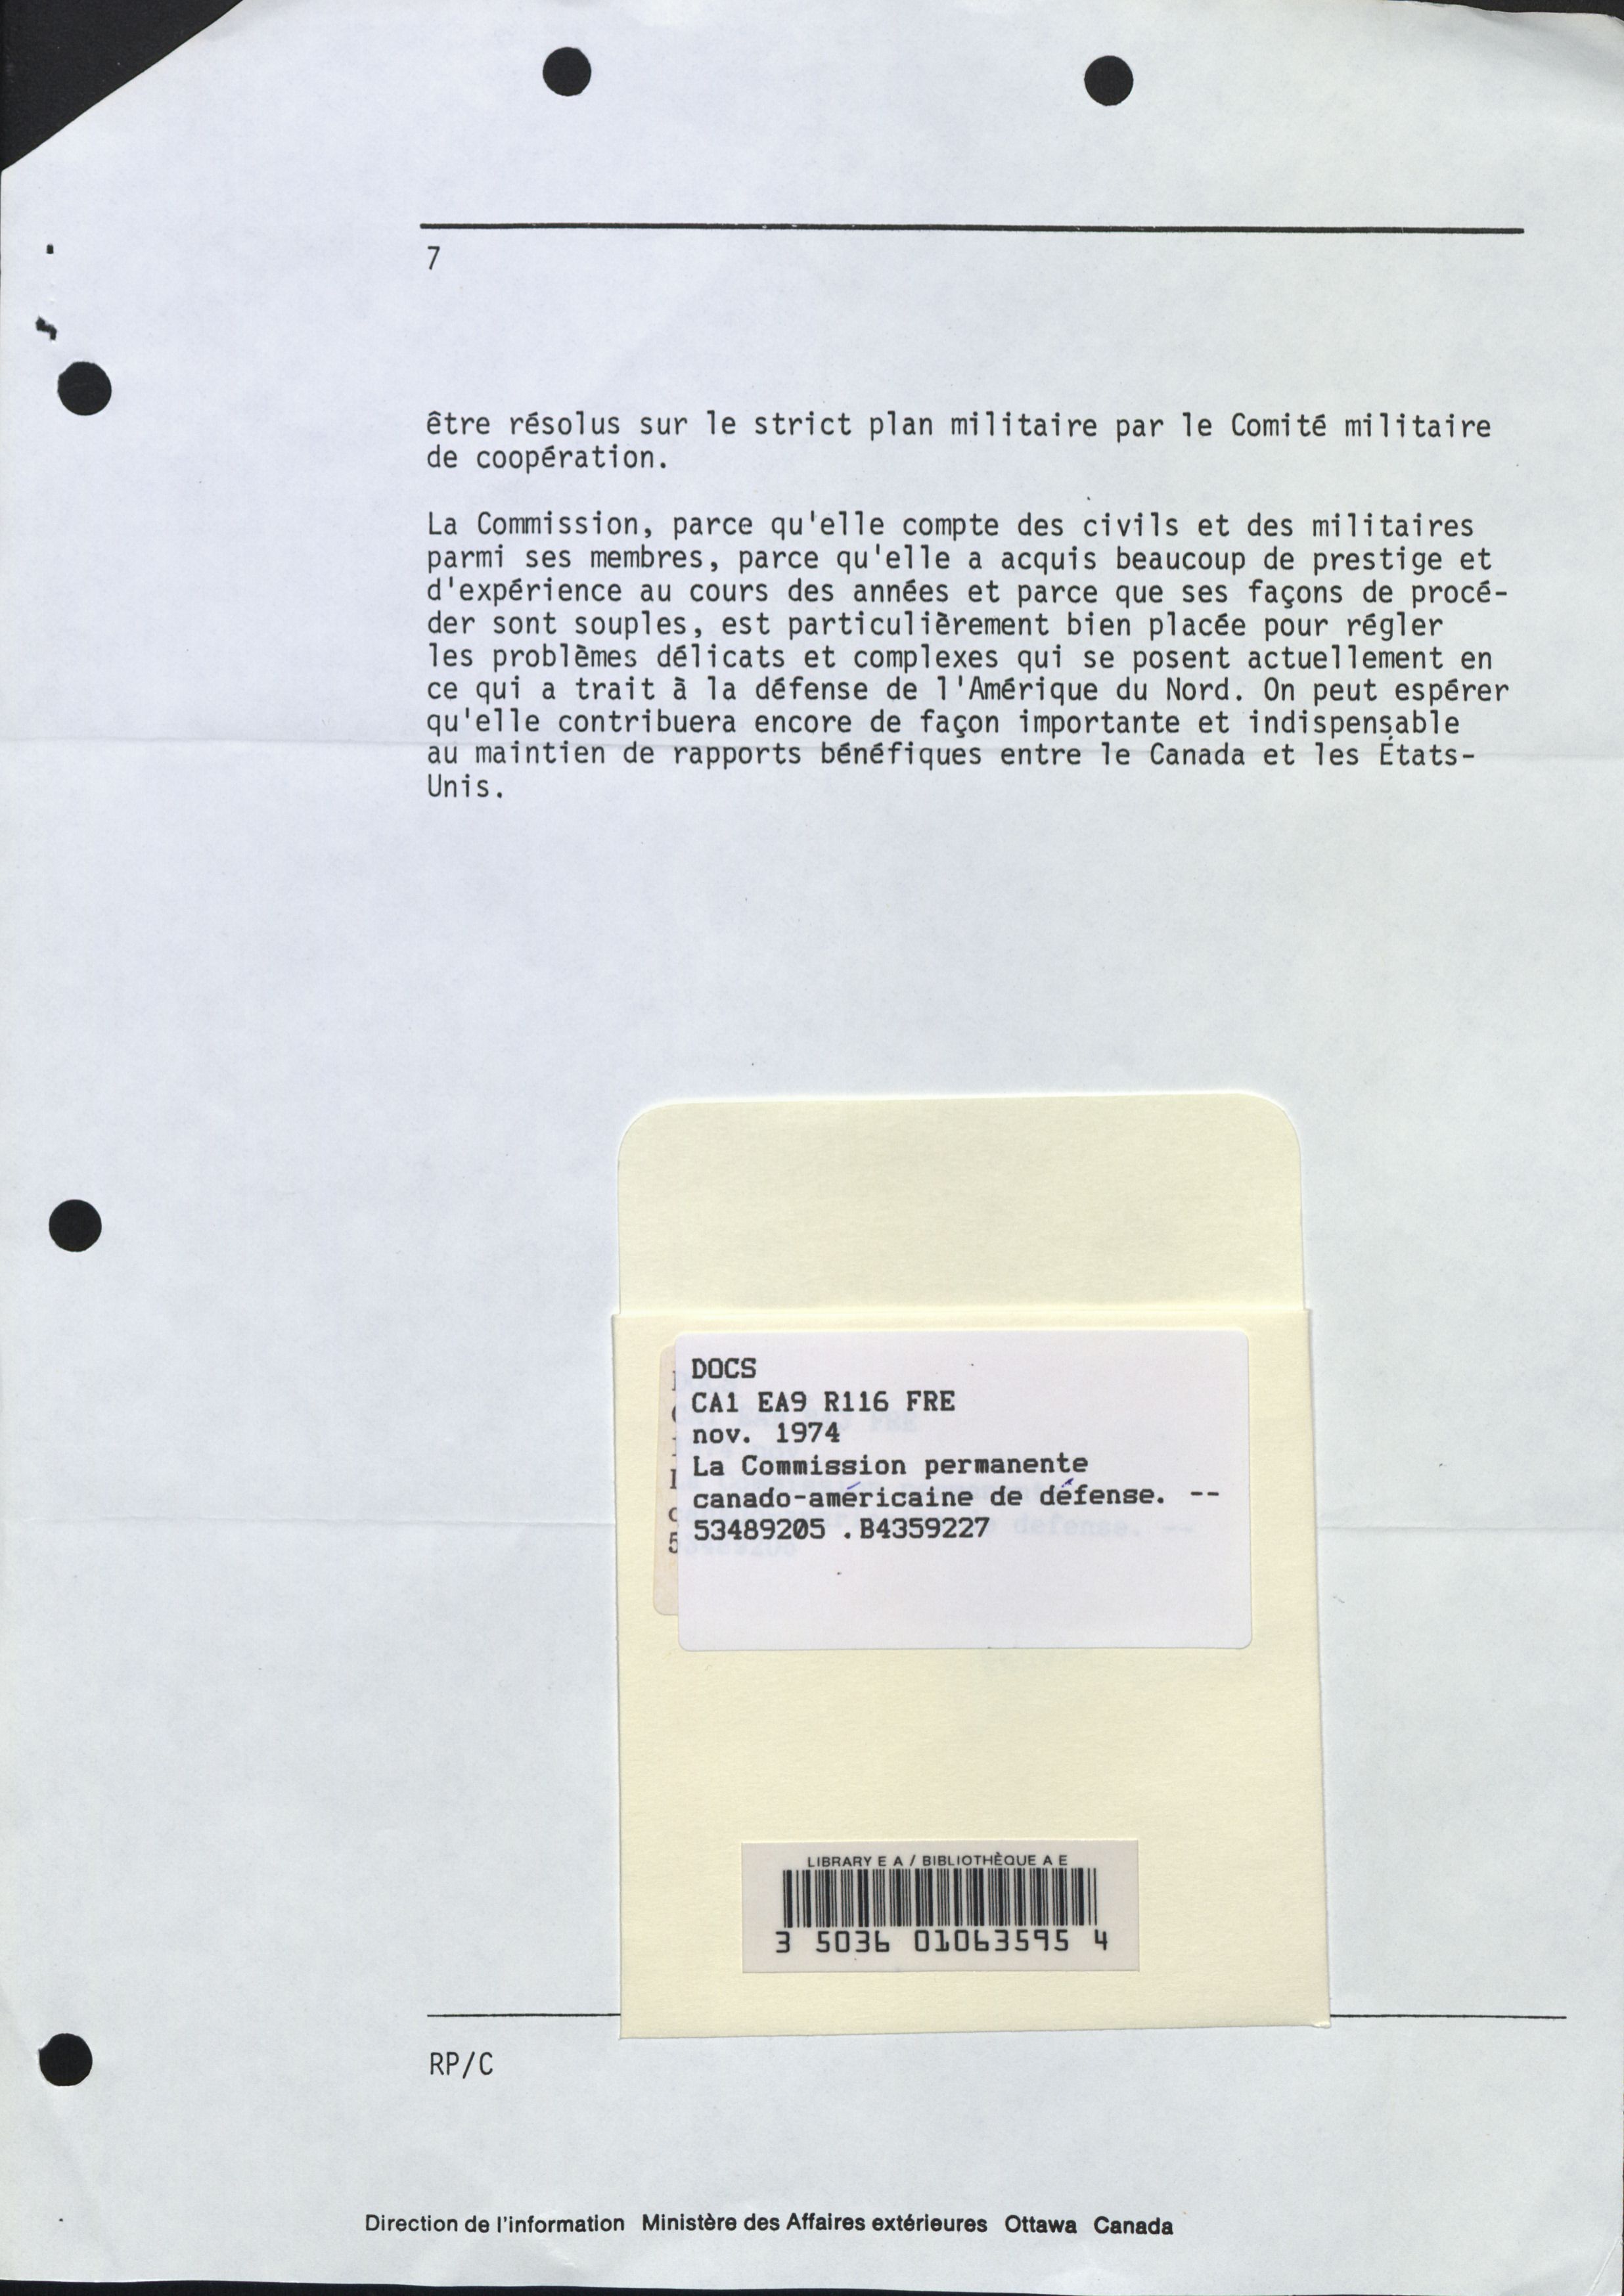 7
être résolus sur le strict plan militaire par le Comité militaire
de coopération.
La Commission, parce qu'elle compte des civils et des militaires
parmi ses membres, parce qu'elle a acquis beaucoup de prestige et
d'expérience au cours des années et parce que ses façons de procé-
der sont souples, est particulièrement bien placée pour régler
les problèmes délicats et complexes qui se posent actuellement en
ce qui a trait à la défense de l'Amérique du Nord. On peut espérer
qu'elle contribuera encore de façon importante et indispensable
au maintien de rapports bénéfiques entre le Canada et les États-
Unis.
DOCS
CA1 EA9 R116 FRE
nov. 1974
La Commission permanente
canado-américaine de défense. --
53489205 .B4359227
LIBRARY E A / BIBLIOTHÈQUE A E
3 5036 01063595 4
RP/C
Direction de l'information Ministère des Affaires extérieures Ottawa Canada